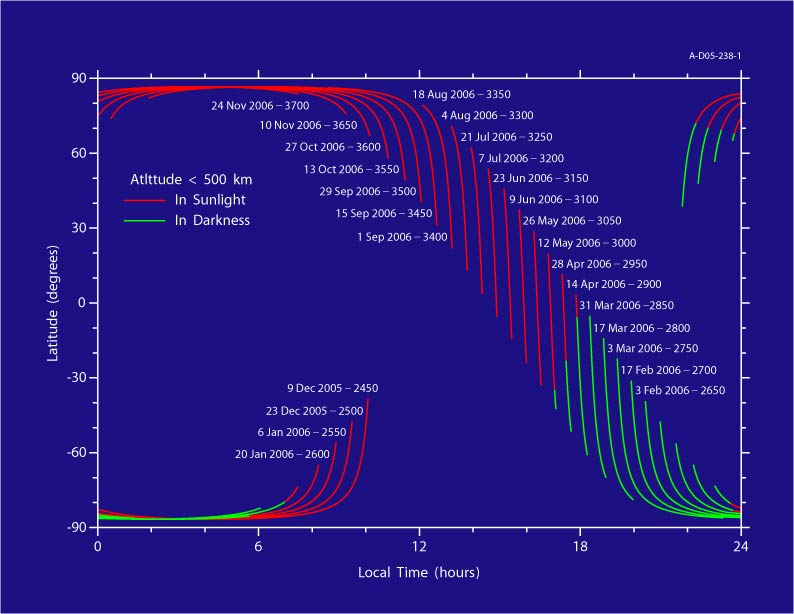 A-D05-238-1
90
18 Aug 2006 – 3350
24 Nov 2006 – 3700
4 Aug 2006 – 3300
10 Nov 2006 – 3650
21 Jul 2006 – 3250
60
27 Oct 2006 – 3600
7 Jul 2006 – 3200
13 Oct 2006 – 3550
23 Jun 2006 – 3150
Atlttude < 500 km
29 Sep 2006 – 3500
In Sunlight
9 Jun 2006 – 3100
15 Sep 2006 – 3450
In Darkness
26 May 2006 – 3050
30
1 Sep 2006 – 3400
12 May 2006 – 3000
28 Apr 2006 – 2950
14 Apr 2006 – 2900
0
31 Mar 2006 – 2850
17 Mar 2006 – 2800
3 Mar 2006 – 2750
17 Feb 2006 – 2700
-30
9 Dec 2005 – 2450
3 Feb 2006 – 2650
23 Dec 2005 – 2500
6 Jan 2006 – 2550
20 Jan 2006 – 2600
-60
-90
Latitude (degrees)
0 6 12 18 24
Local Time (hours)